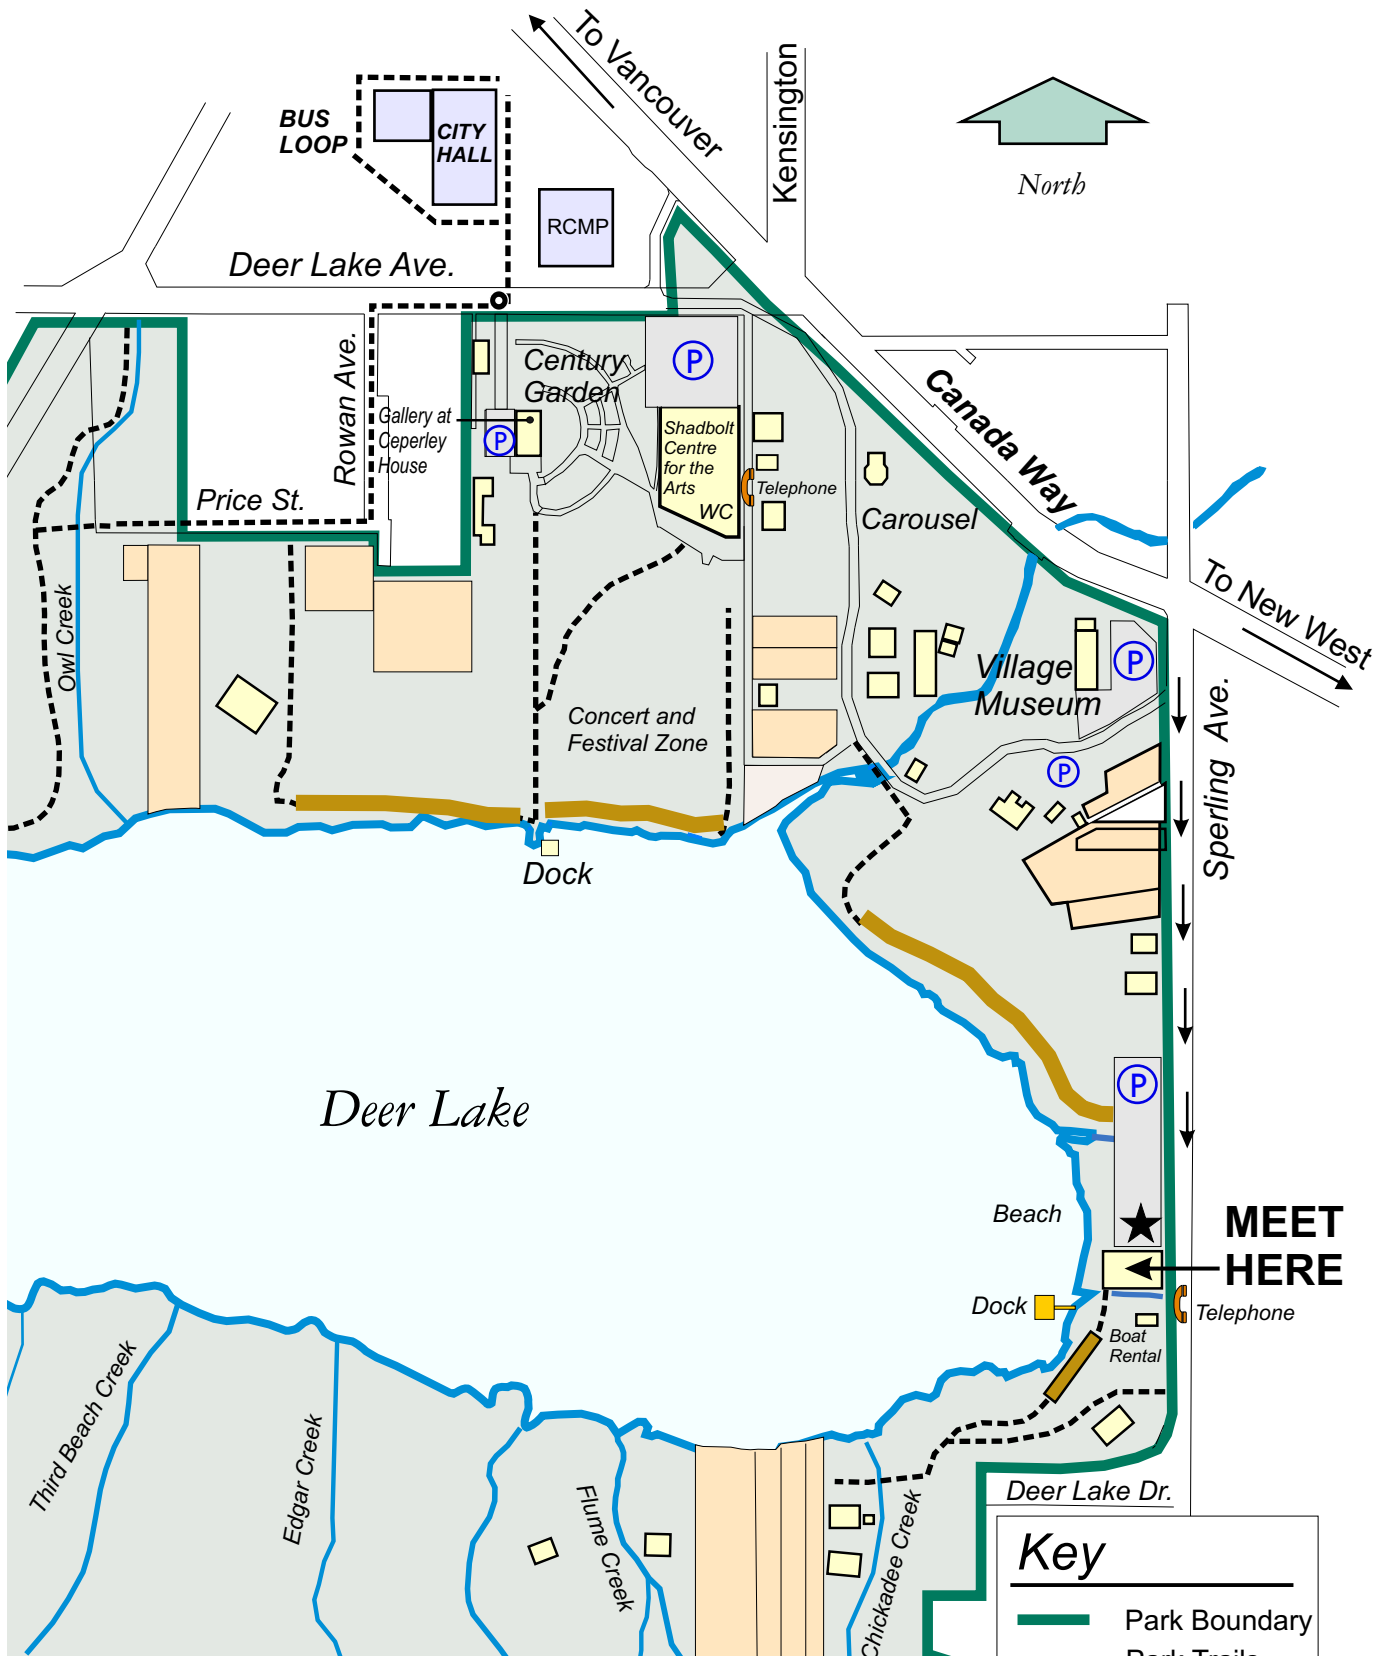 To Vancouver
Kensington
BUS
LOOP
CITY
HALL
RCMP
North
Deer Lake Ave.
Rowan Ave.
Century
Garden
P
Gallery at
Ceperley
House
P
Shadbolt
Centre
for the
Arts
WC
Telephone
Canada Way
Carousel
Price St.
Owl Creek
To New West
Village
Museum
P
Concert and
Festival Zone
P
Sperling Ave.
Dock
Deer Lake
P
Beach
MEET
HERE
Dock
Telephone
Boat
Rental
Third Beach Creek
Edgar Creek
Flume Creek
Chickadee Creek
Deer Lake Dr.
Key
Park Boundary
Park Trails